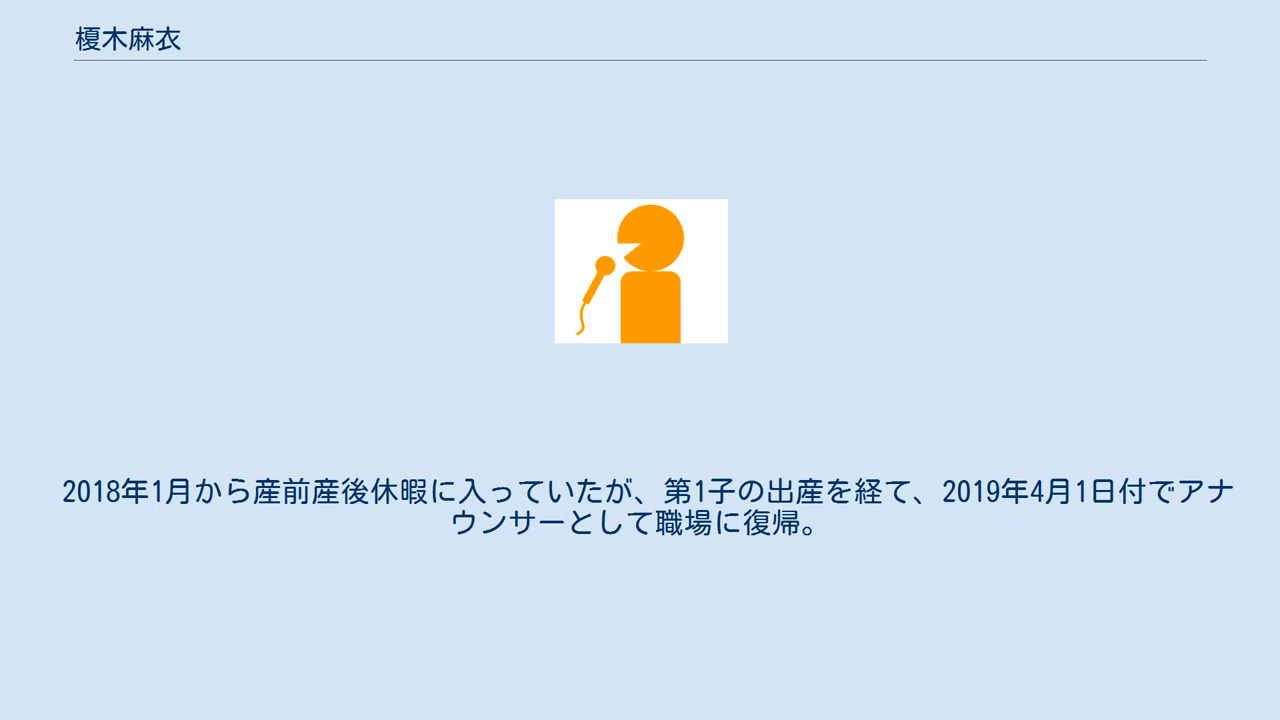 榎木麻衣
2018年1月から産前産後休暇に入っていたが、第1子の出産を経て、2019年4月1日付でアナ
ウンサーとして職場に復帰。